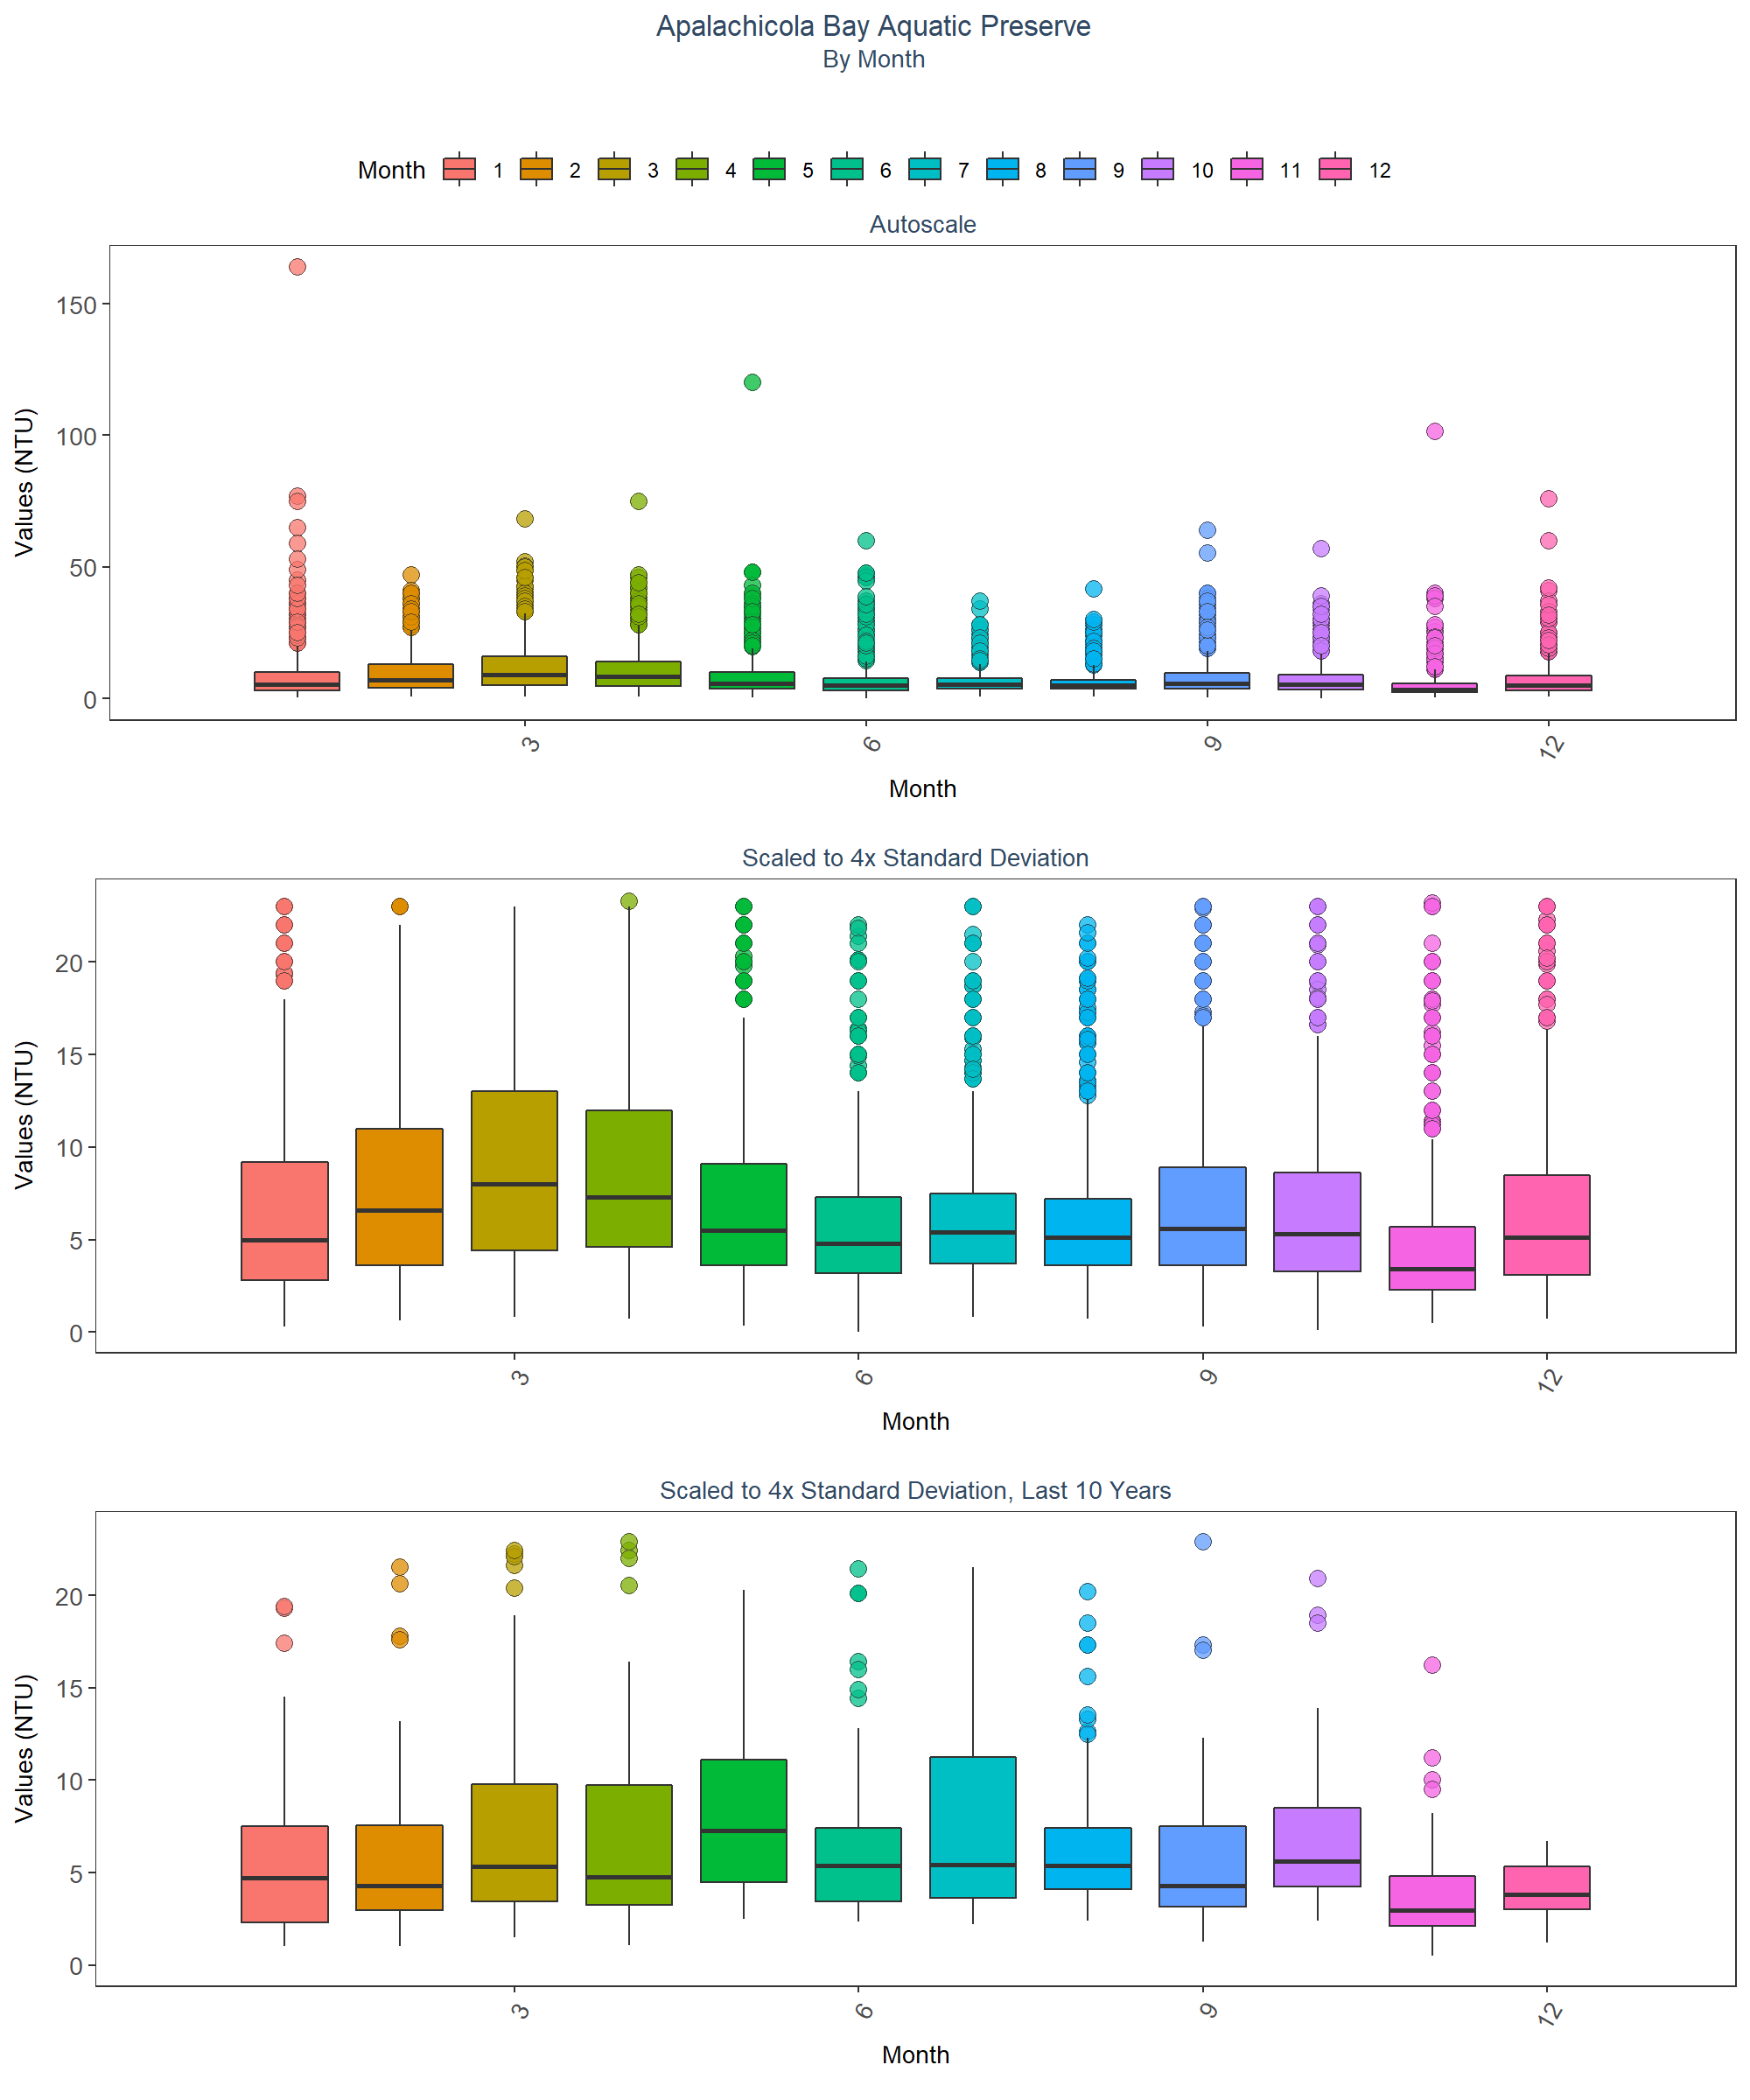 Apalachicola Bay Aquatic Preserve
By Month
Month 1 2 3 4 5 6 7 8 9 10 11 12
Autoscale
Values (NTU)
150
100
50
0
3 6 9 12
Month
Scaled to 4x Standard Deviation
Values (NTU)
20
15
10
5
0
3 6 9 12
Month
Scaled to 4x Standard Deviation, Last 10 Years
Values (NTU)
20
15
10
5
0
3 6 9 12
Month